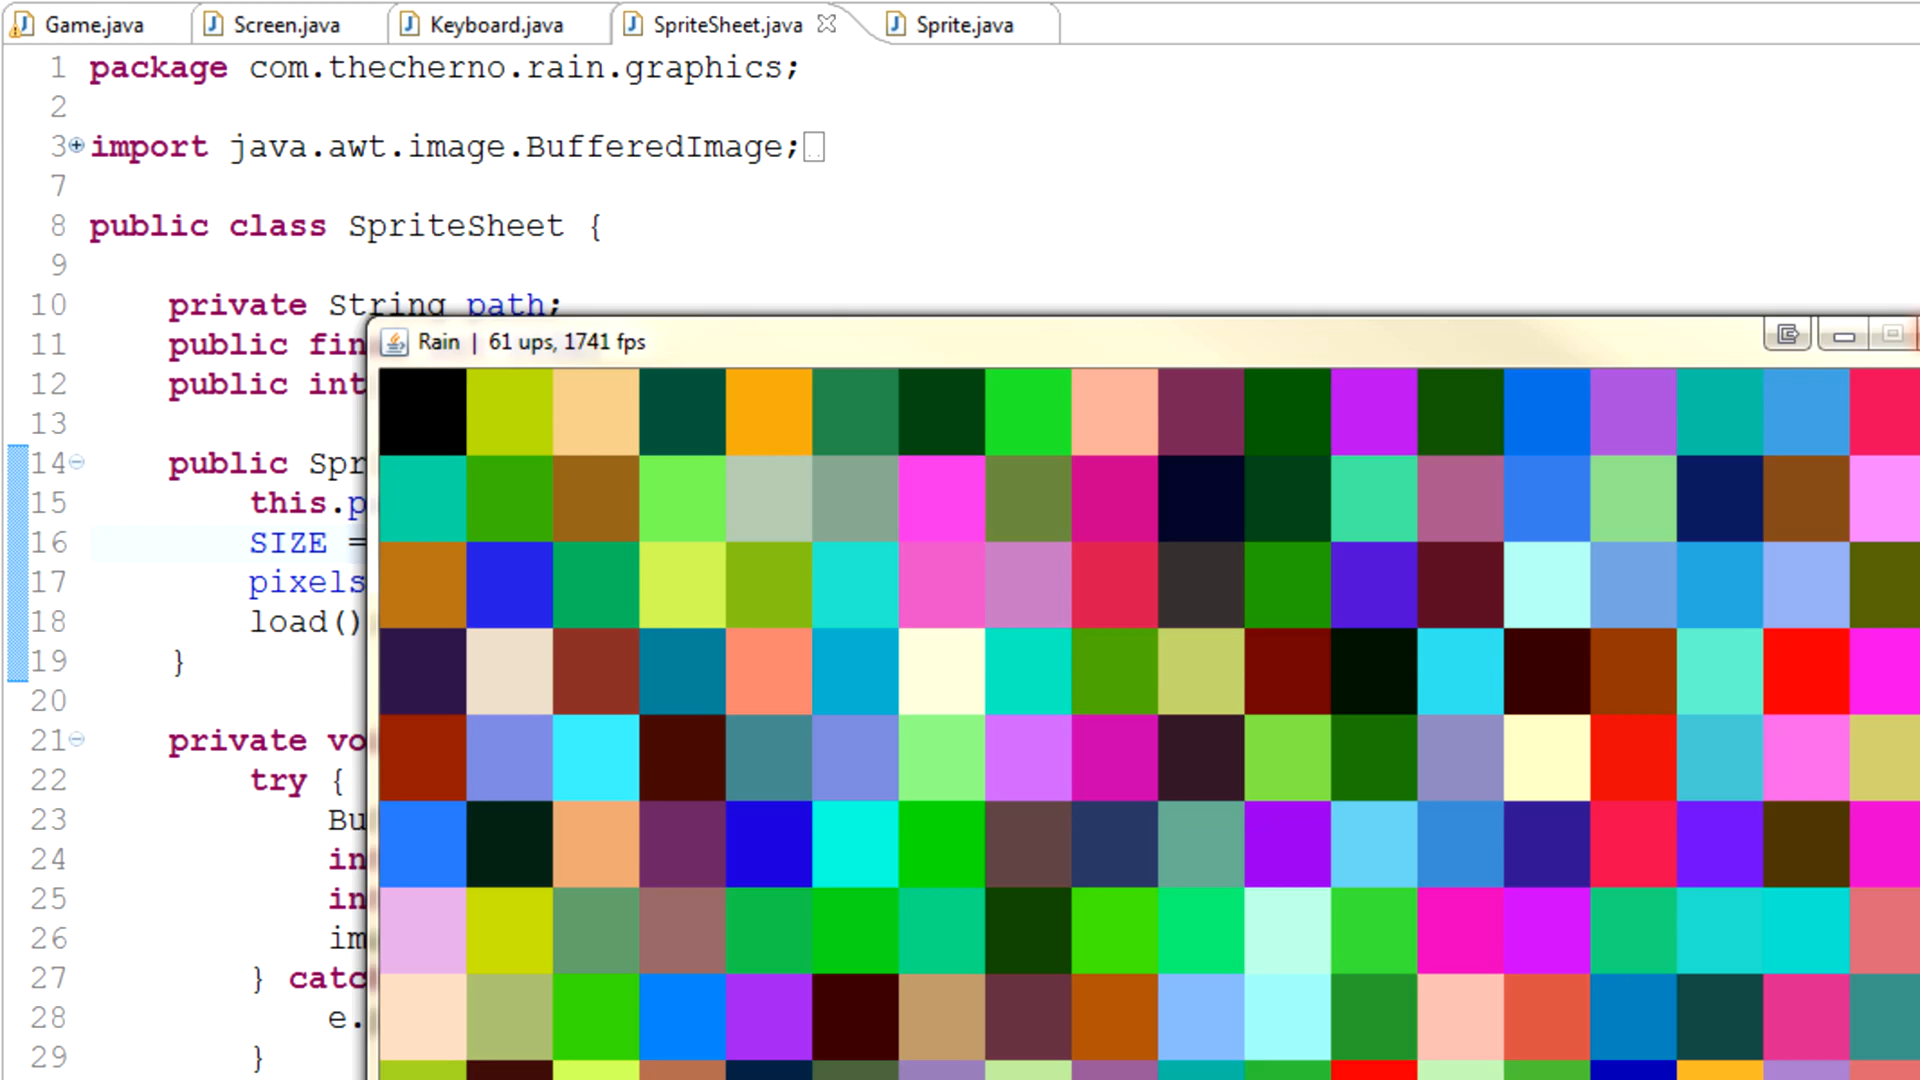 Game.java Screen.java Keyboard.java SpriteSheet.java Sprite.java
1 package com.thecherno.rain.graphics;
2
3 import java.awt.image.BufferedImage;
7
8 public class SpriteSheet {
9
10 private String path;
11 public fin
12 public int
13
14 public Spr
15 this.p
16 SIZE =
17 pixels
18 load()
19 }
20
21 private vo
22 try {
23 Bu
24 in
25 in
26 im
27 } catc
28 e.
29 }
Rain | 61 ups, 1741 fps